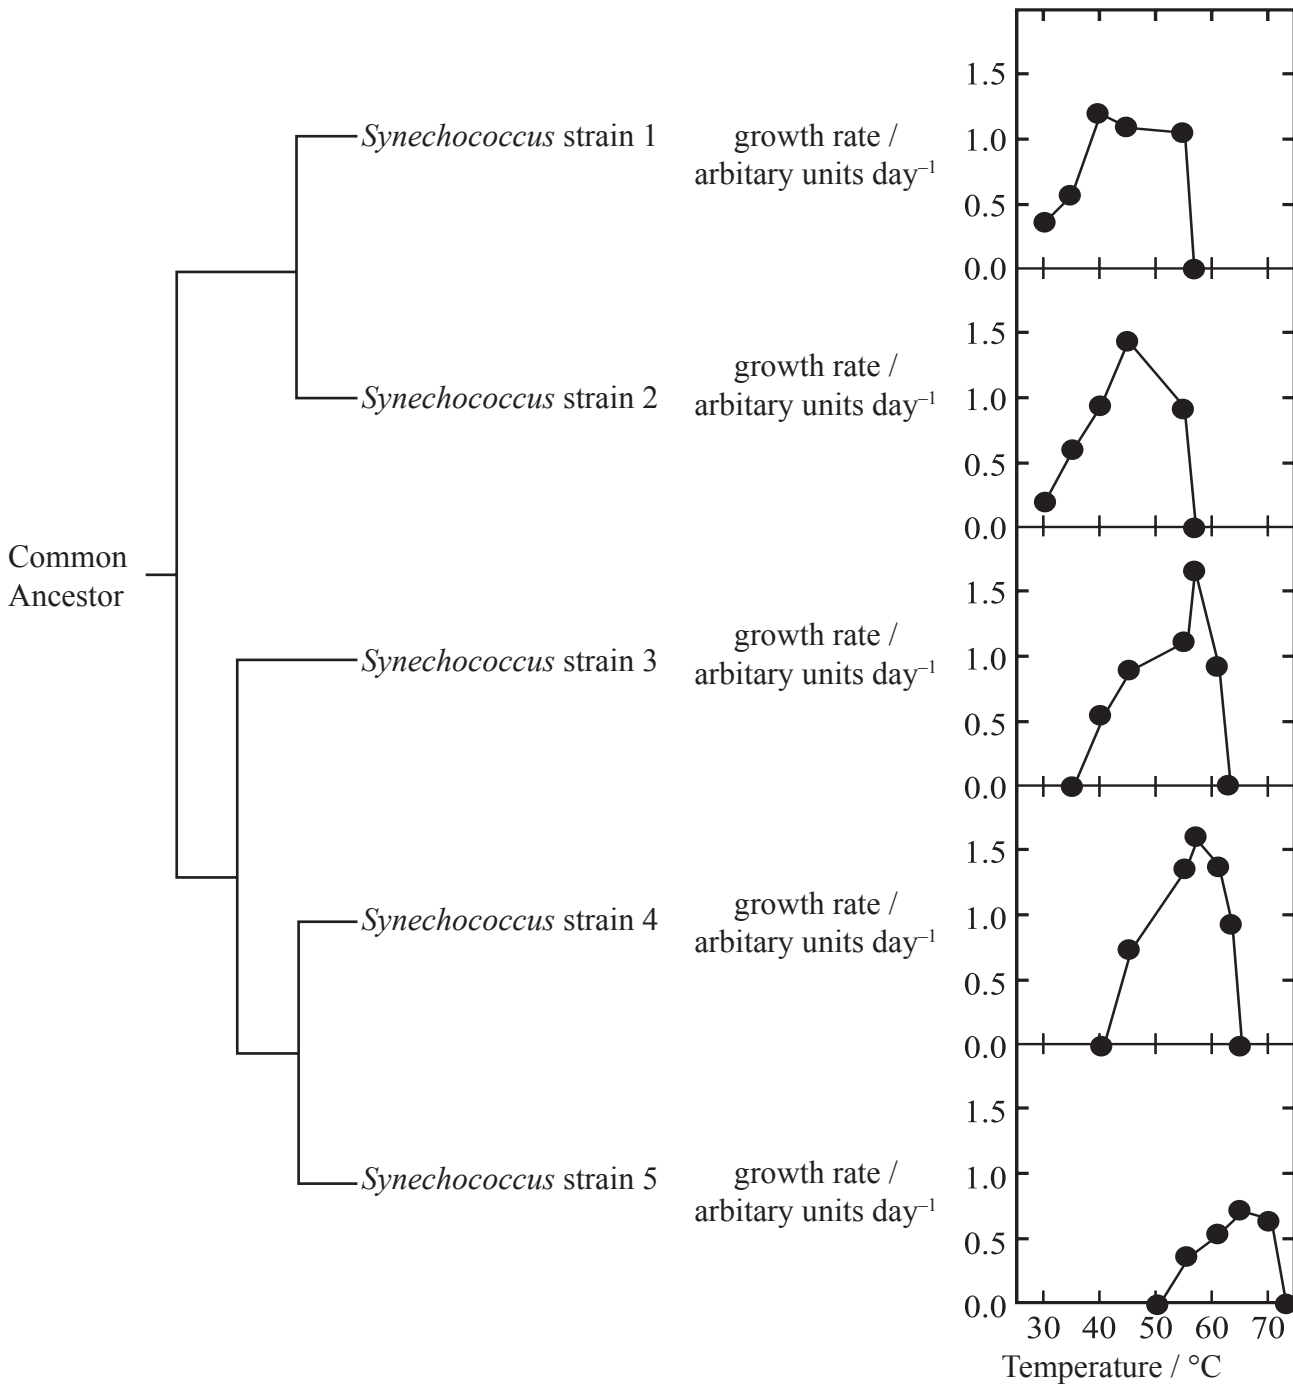 1.5
Synechococcus strain 1
growth rate /
arbitary units day⁻¹
1.0
0.5
0.0
1.5
Synechococcus strain 2
growth rate /
arbitary units day⁻¹
1.0
0.5
0.0
Common
Ancestor
1.5
Synechococcus strain 3
growth rate /
arbitary units day⁻¹
1.0
0.5
0.0
1.5
Synechococcus strain 4
growth rate /
arbitary units day⁻¹
1.0
0.5
0.0
1.5
Synechococcus strain 5
growth rate /
arbitary units day⁻¹
1.0
0.5
0.0
30 40 50 60 70
Temperature / °C